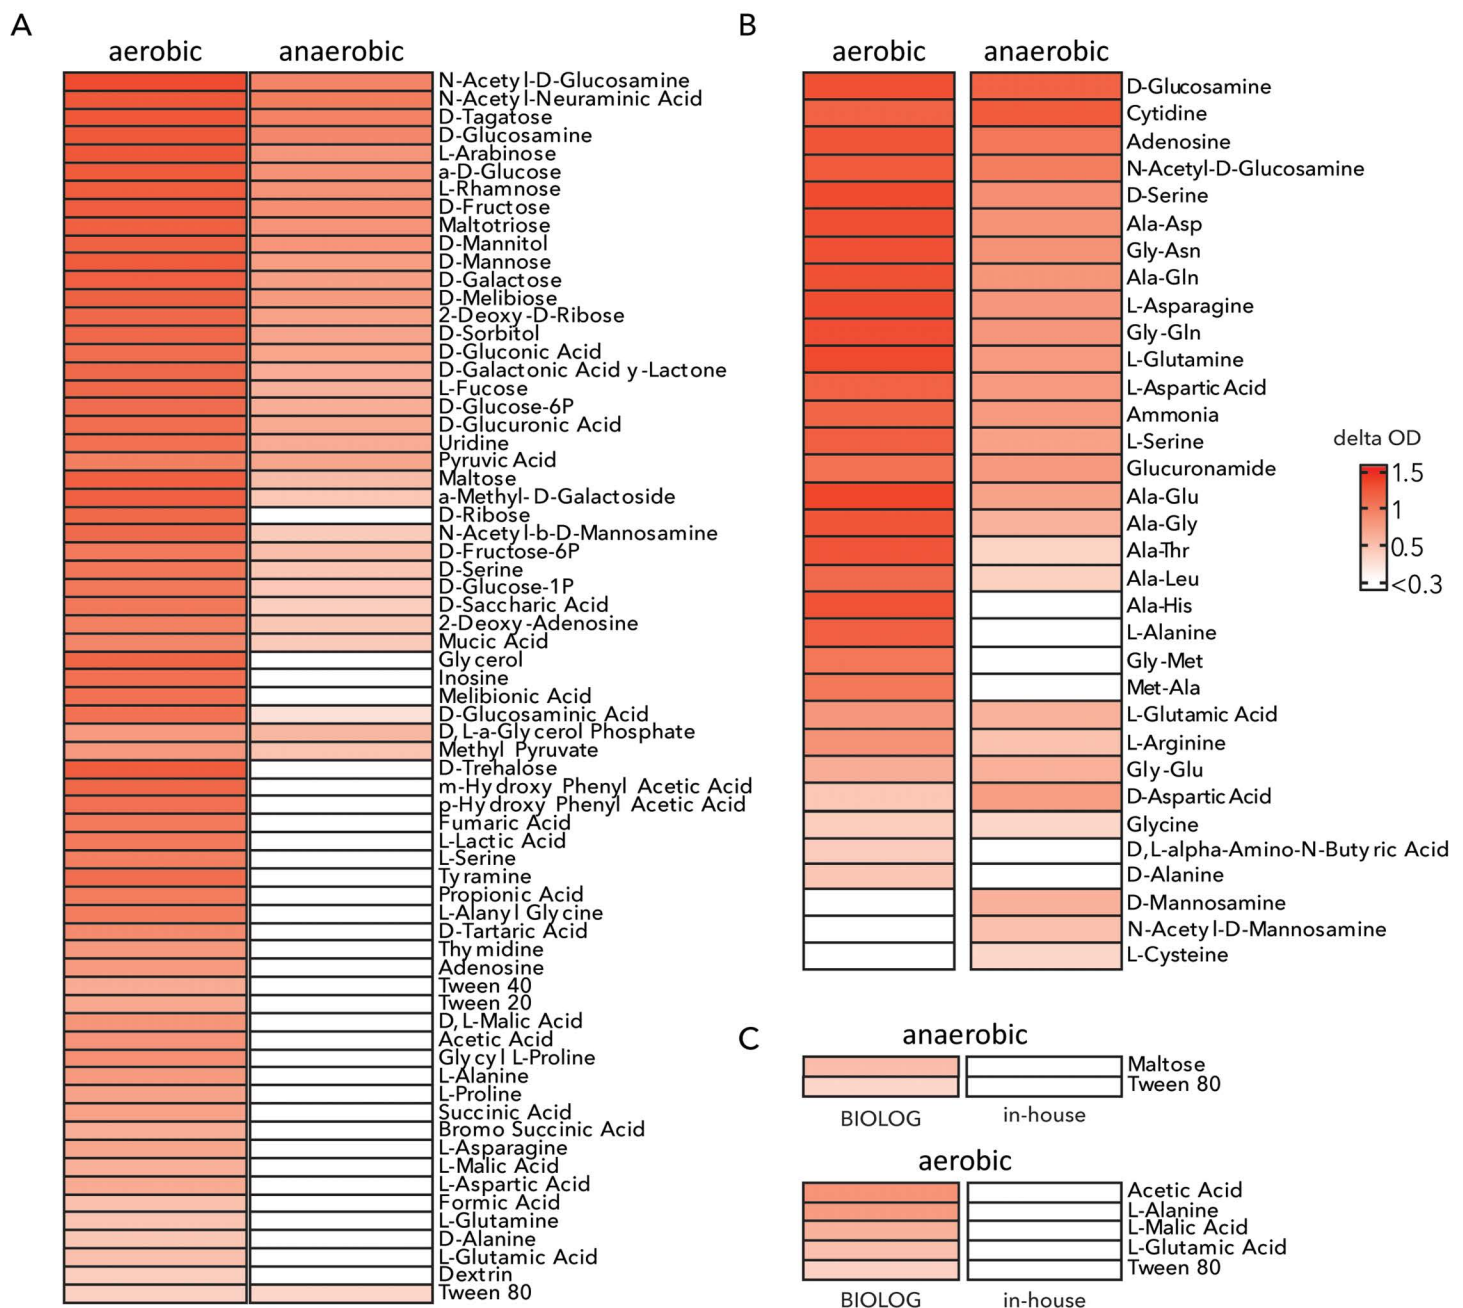 A
aerobic
anaerobic
N-Acetyl-D-Glucosamine
N-Acetyl-Neuraminic Acid
D-Tagatose
D-Glucosamine
L-Arabinose
a-D-Glucose
L-Rhamnose
D-Fructose
Maltotriose
D-Mannitol
D-Mannose
D-Galactose
D-Melibiose
2-Deoxy-D-Ribose
D-Sorbitol
D-Gluconic Acid
D-Galactonic Acid y-Lactone
L-Fucose
D-Glucose-6P
D-Glucuronic Acid
Uridine
Pyruvic Acid
Maltose
a-Methyl-D-Galactoside
D-Ribose
N-Acetyl-b-D-Mannosamine
D-Fructose-6P
D-Serine
D-Glucose-1P
D-Saccharic Acid
2-Deoxy-Adenosine
Mucic Acid
Glycerol
Inosine
Melibionic Acid
D-Glucosaminic Acid
D,L-a-Glycerol Phosphate
Methyl Pyruvate
D-Trehalose
m-Hydroxy Phenyl Acetic Acid
p-Hydroxy Phenyl Acetic Acid
Fumaric Acid
L-Lactic Acid
L-Serine
Tyramine
Propionic Acid
L-Alanyl Glycine
D-Tartaric Acid
Thymidine
Adenosine
Tween 40
Tween 20
D,L-Malic Acid
Acetic Acid
Glycyl L-Proline
L-Alanine
L-Proline
Succinic Acid
Bromo Succinic Acid
L-Asparagine
L-Malic Acid
L-Aspartic Acid
Formic Acid
L-Glutamine
D-Alanine
L-Glutamic Acid
Dextrin
Tween 80
B
aerobic
anaerobic
D-Glucosamine
Cytidine
Adenosine
N-Acetyl-D-Glucosamine
D-Serine
Ala-Asp
Gly-Asn
Ala-Gln
L-Asparagine
Gly-Gln
L-Glutamine
L-Aspartic Acid
Ammonia
L-Serine
Glucuronamide
Ala-Glu
Ala-Gly
Ala-Thr
Ala-Leu
Ala-His
L-Alanine
Gly-Met
Met-Ala
L-Glutamic Acid
L-Arginine
Gly-Glu
D-Aspartic Acid
Glycine
D,L-alpha-Amino-N-Butyric Acid
D-Alanine
D-Mannosamine
N-Acetyl-D-Mannosamine
L-Cysteine
delta OD
1.5
1
0.5
<0.3
C
anaerobic
Maltose
Tween 80
BIOLOG
in-house
aerobic
Acetic Acid
L-Alanine
L-Malic Acid
L-Glutamic Acid
Tween 80
BIOLOG
in-house